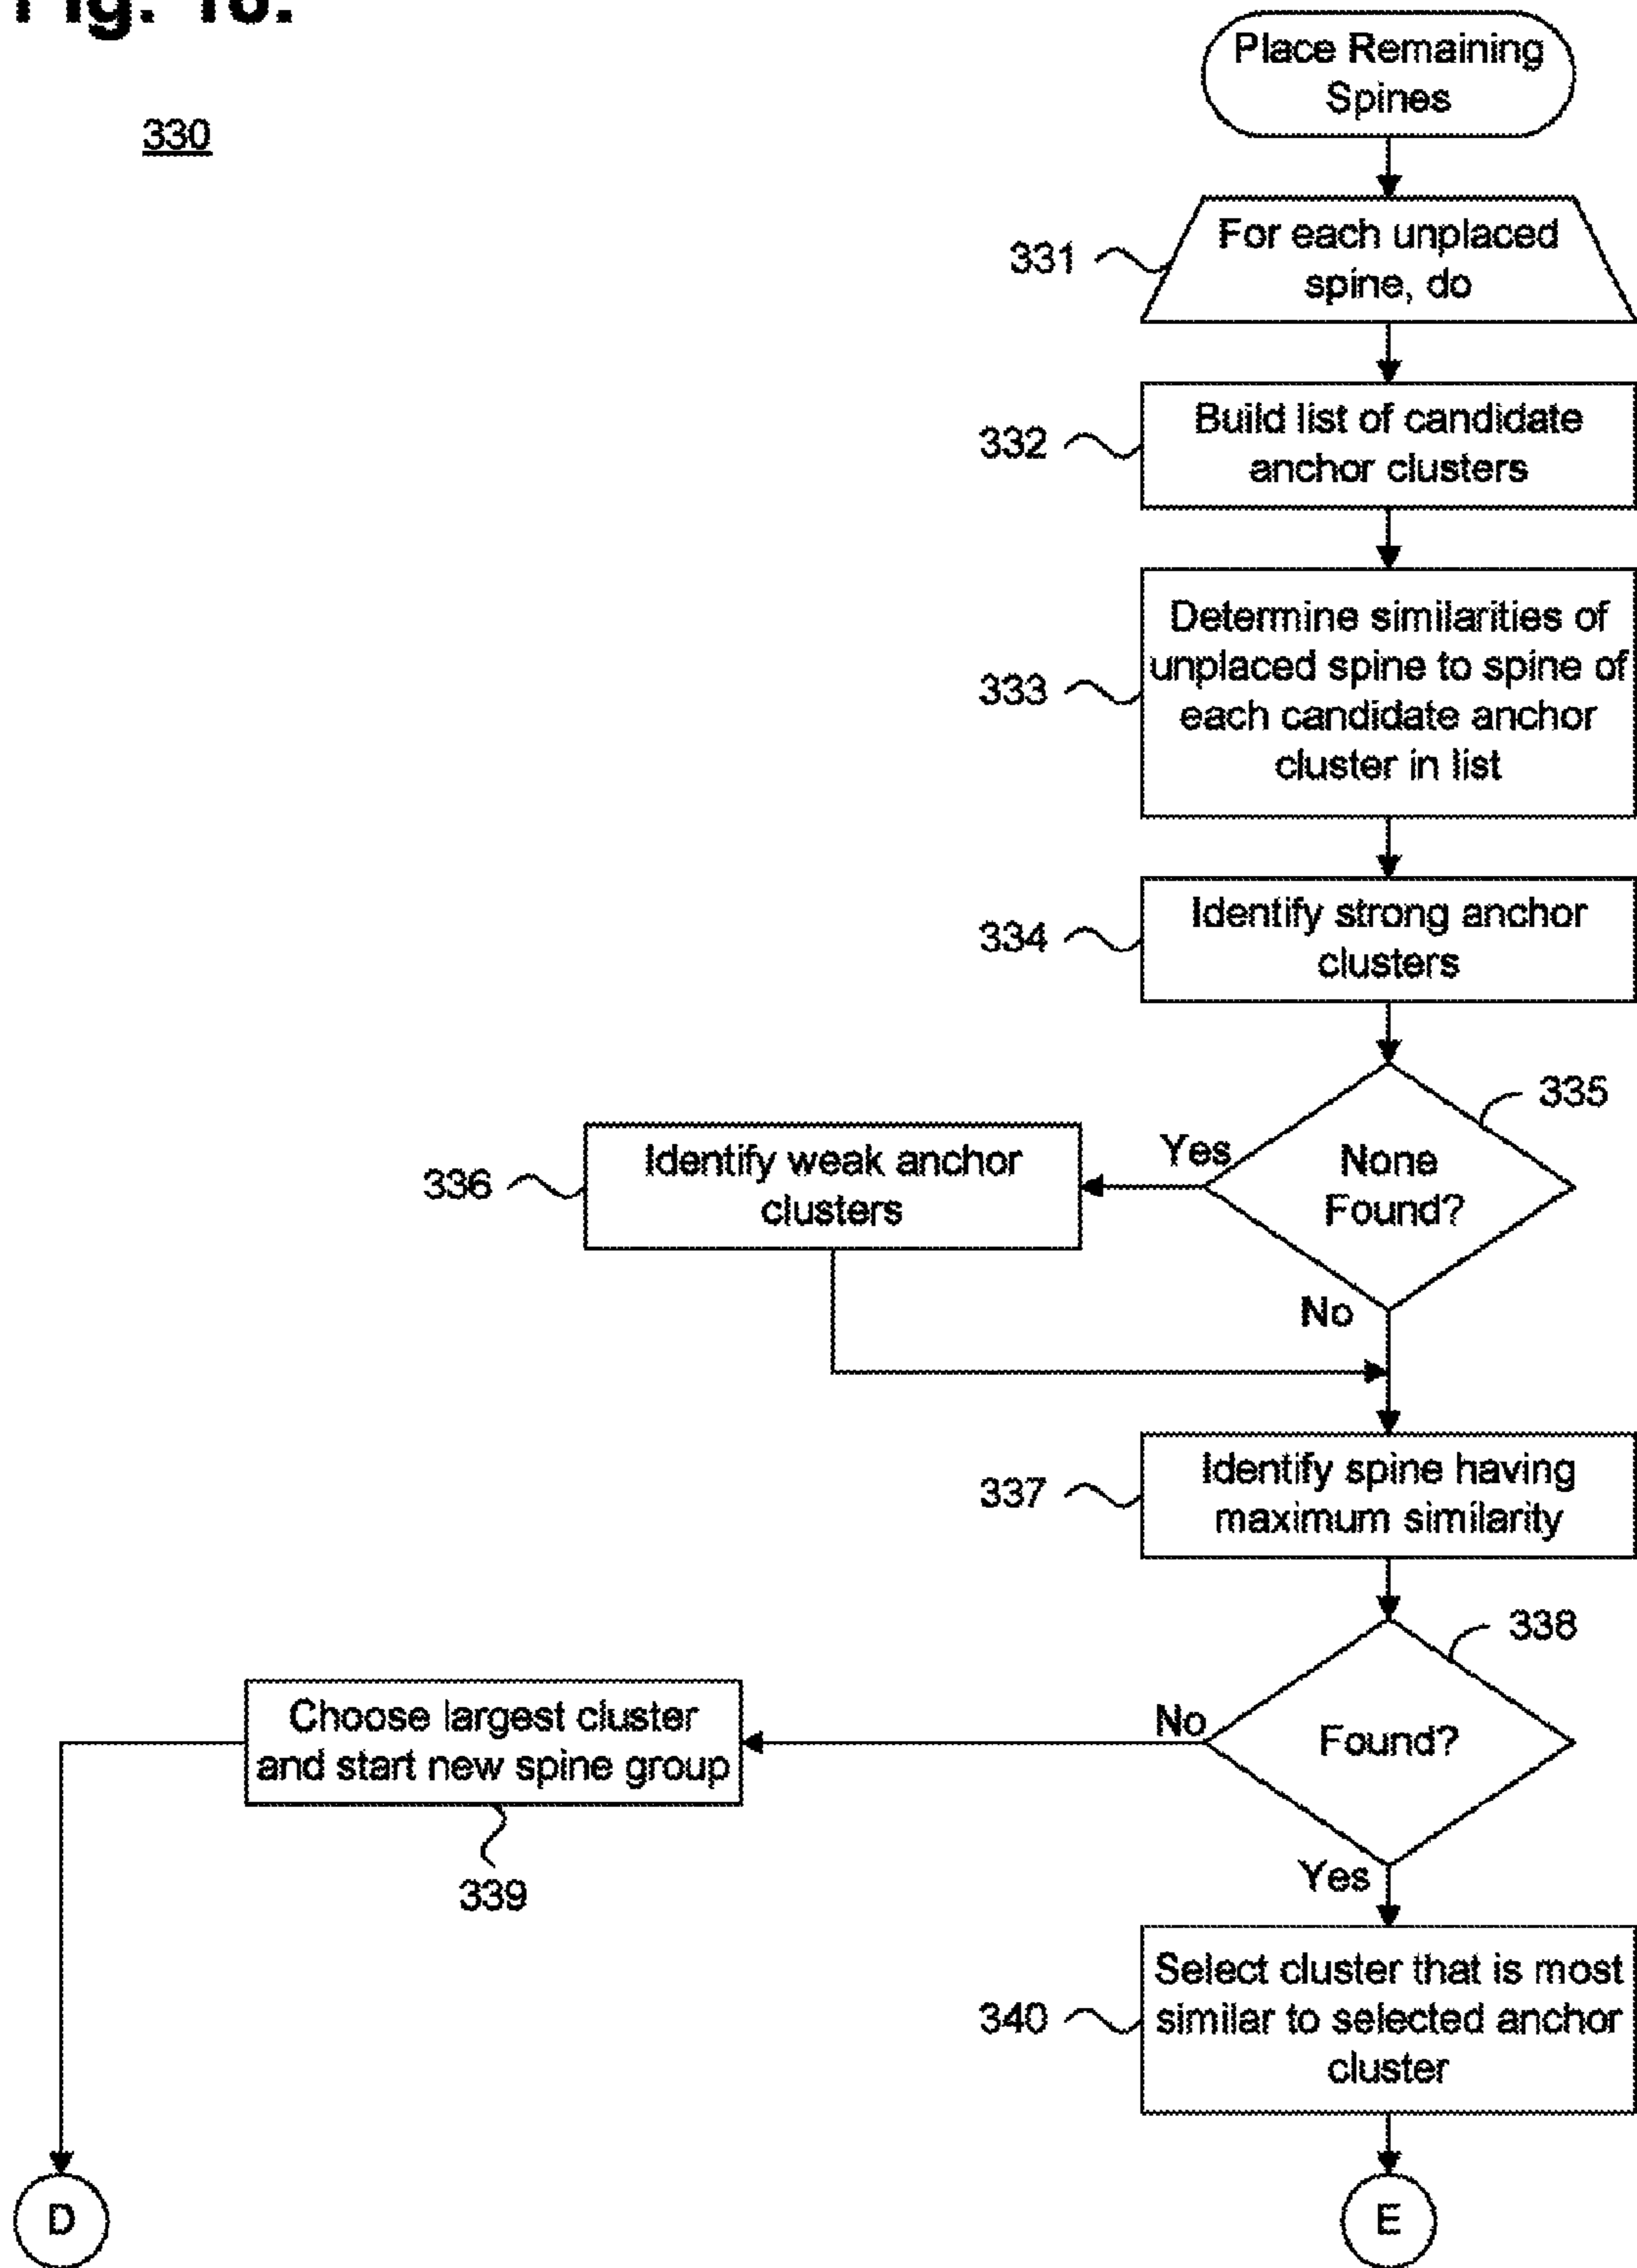 330
Place Remaining
Spines
331
For each unplaced
spine, do
332
Build list of candidate
anchor clusters
333
Determine similarities of
unplaced spine to spine of
each candidate anchor
cluster in list
334
Identify strong anchor
clusters
335
None
Found?
Yes
No
336
Identify weak anchor
clusters
337
Identify spine having
maximum similarity
338
Found?
No
Yes
Choose largest cluster
and start new spine group
339
340
Select cluster that is most
similar to selected anchor
cluster
D
E